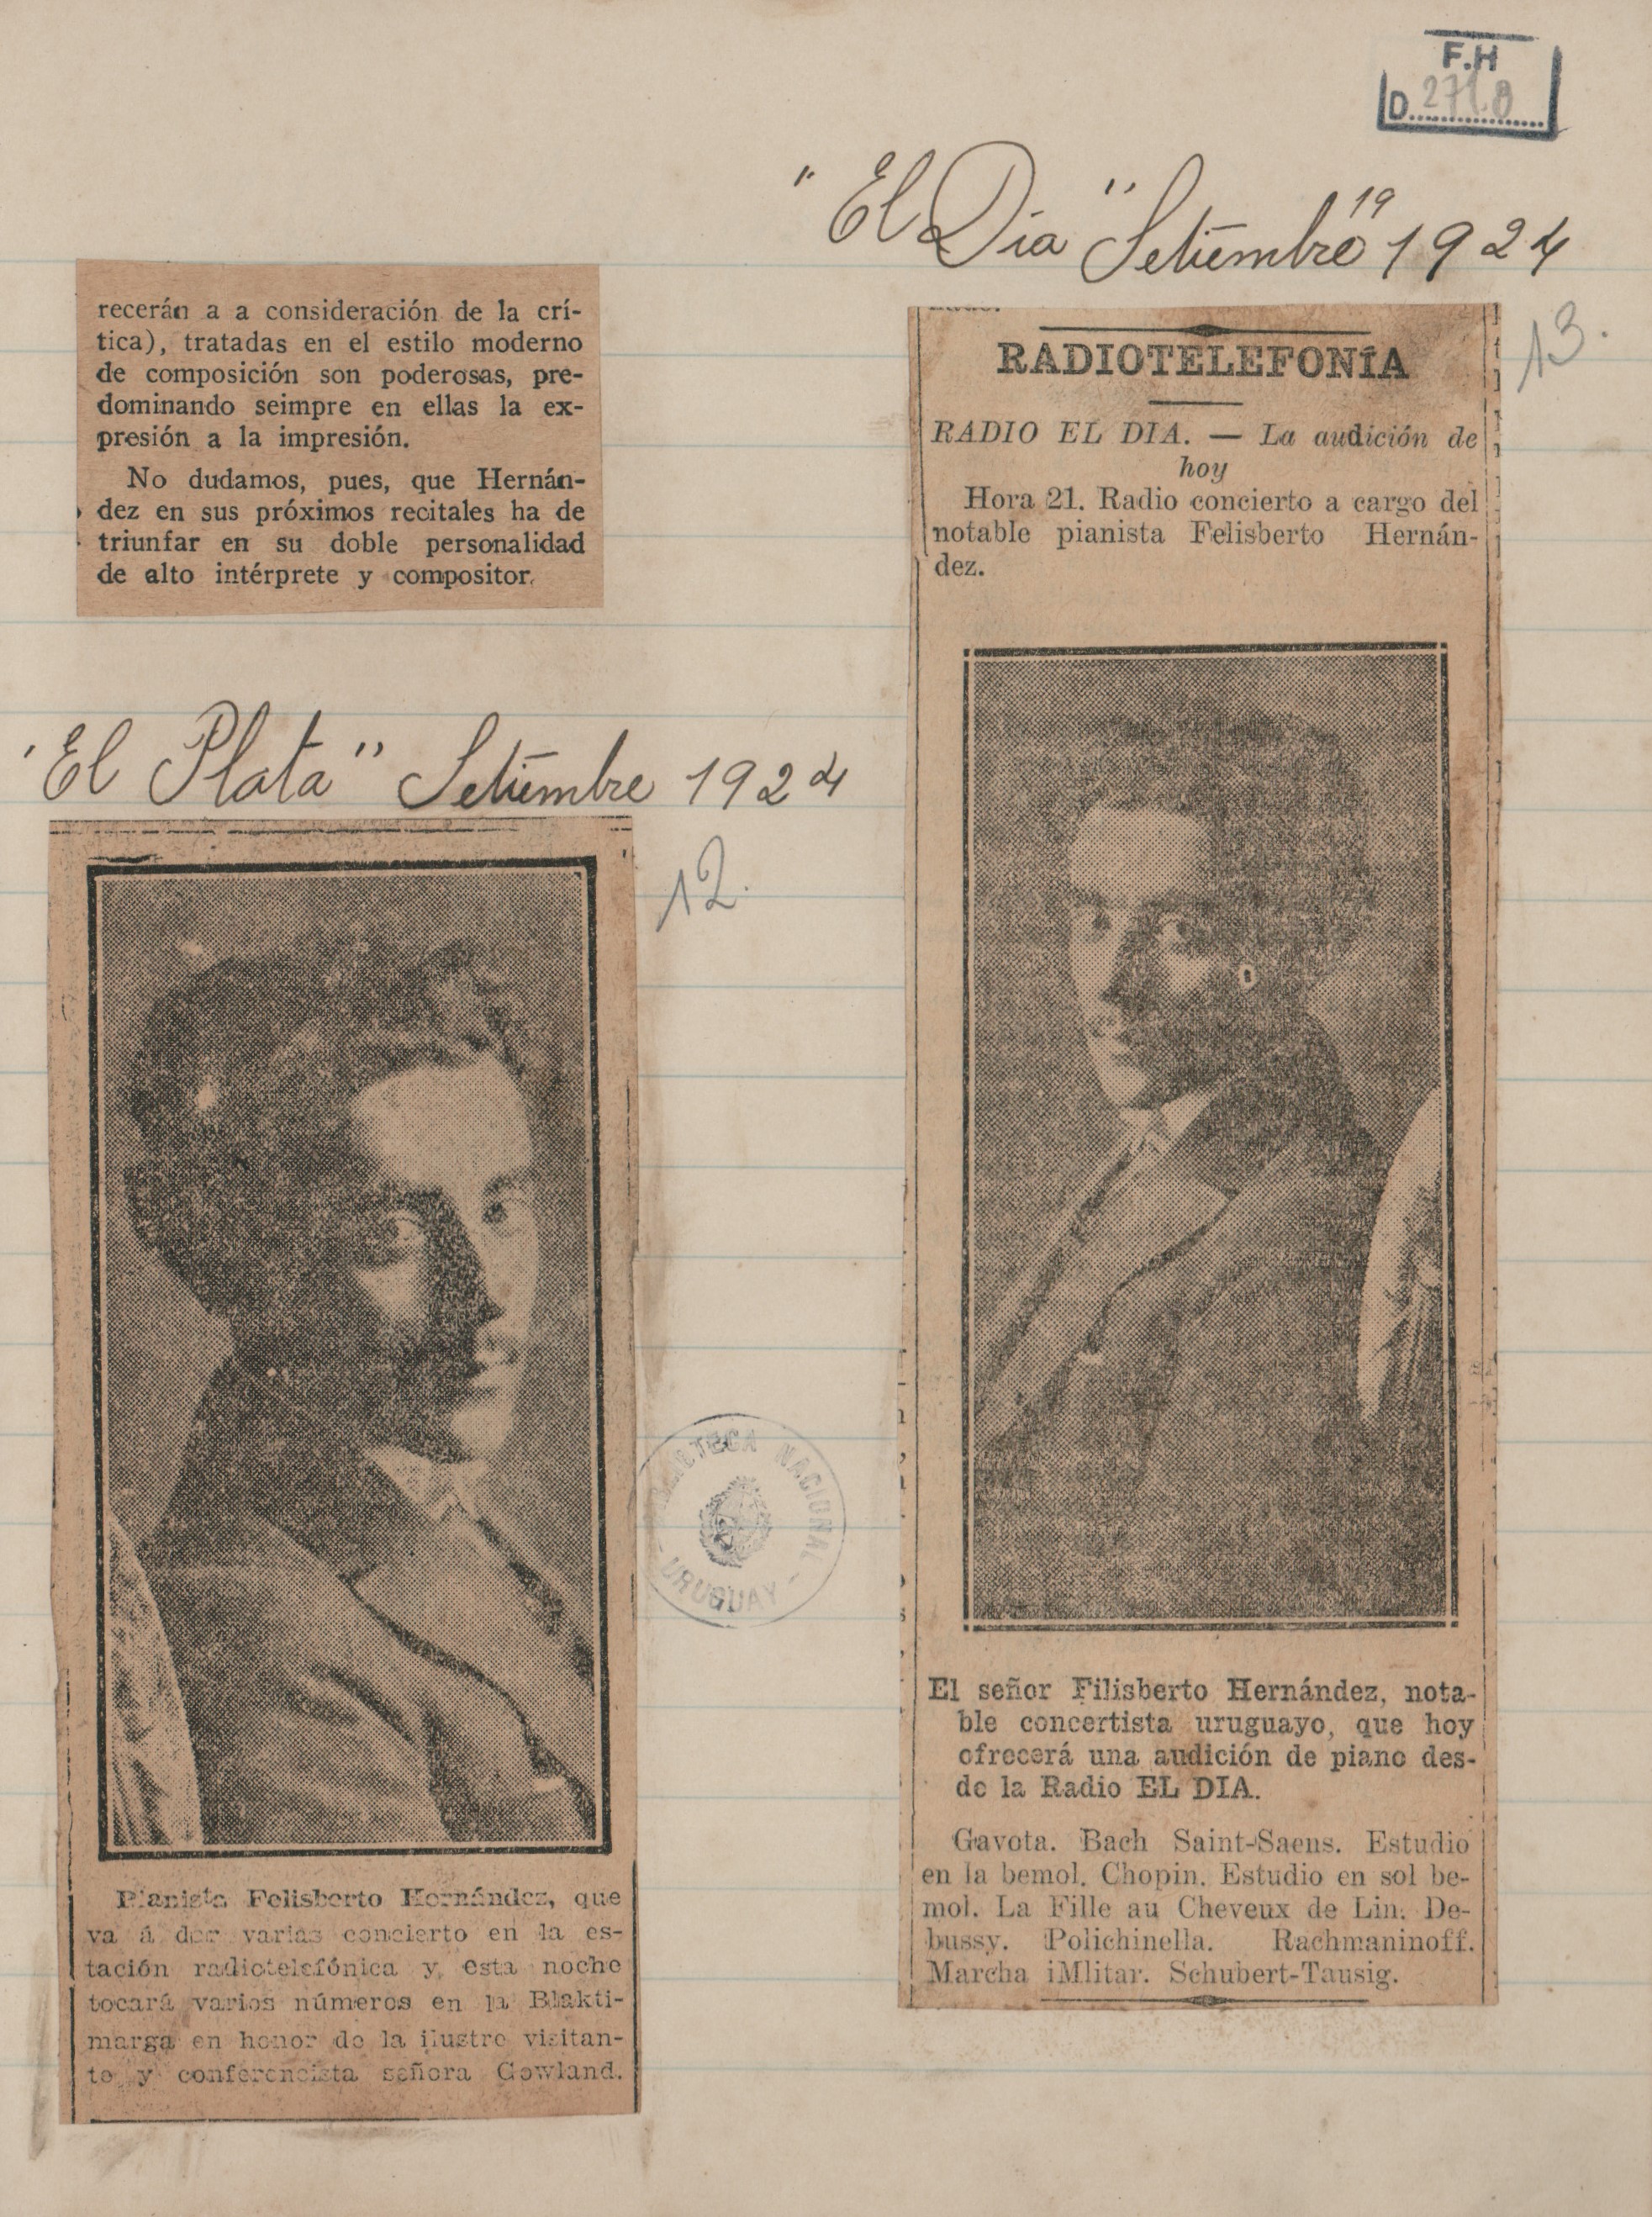 F.H
D. 271.8
recerán a a consideración de la crí-
tica), tratadas en el estilo moderno
de composición son poderosas, pre-
dominando seimpre en ellas la ex-
presión a la impresión.
No dudamos, pues, que Hernán-
dez en sus próximos recitales ha de
triunfar en su doble personalidad
de alto intérprete y compositor.
"El Plata" Setiembre 1924
12.
Pianista Felisberto Hernández, que
va á dar varias concierto en la es-
tación radiotelefónica y esta noche
tocará varios números en la Blakti-
marga en honor de la ilustre visitan-
te y conferencista señora Gowland.
BIBLIOTECA NACIONAL
URUGUAY
"El Dia" Setiembre 19 1924
13.
RADIOTELEFONÍA
RADIO EL DIA. — La audición de
hoy
Hora 21. Radio concierto a cargo del
notable pianista Felisberto Hernán-
dez.
El señor Filisberto Hernández, nota-
ble concertista uruguayo, que hoy
ofrecerá una audición de piano des-
de la Radio EL DIA.
Gavota. Bach Saint-Saens. Estudio
en la bemol. Chopin. Estudio en sol be-
mol. La Fille au Cheveux de Lin. De-
bussy. Polichinella. Rachmaninoff.
Marcha iMlitar. Schubert-Tausig.